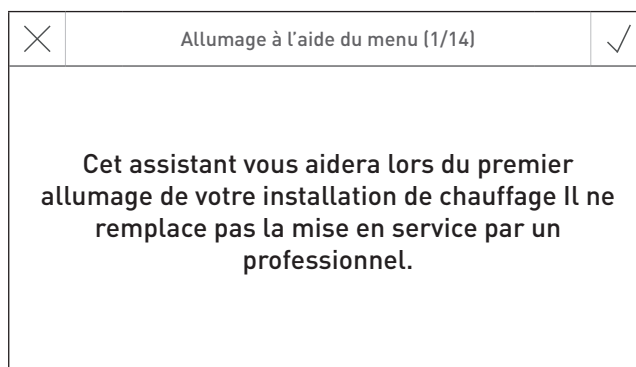 Allumage à l'aide du menu (1/14)
Cet assistant vous aidera lors du premier
allumage de votre installation de chauffage Il ne
remplace pas la mise en service par un
professionnel.